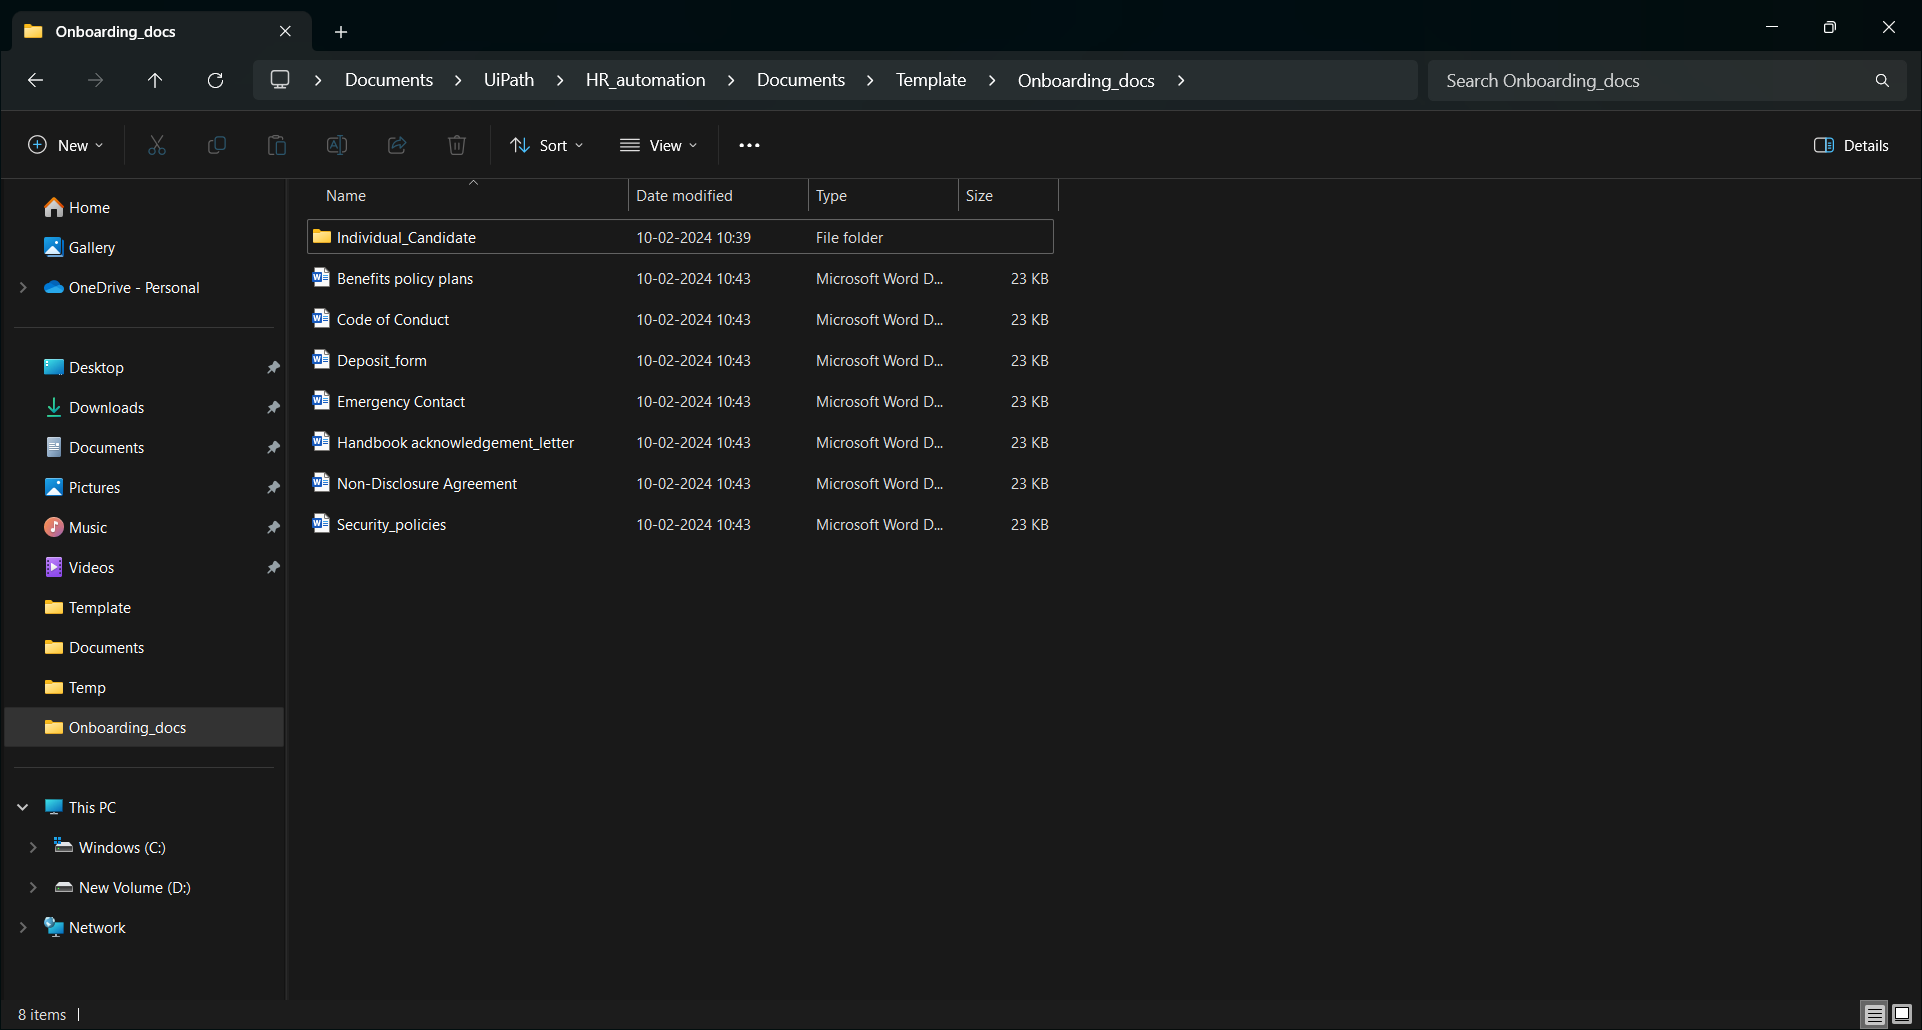 Onboarding_docs
Documents > UiPath > HR_automation > Documents > Template > Onboarding_docs >
Search Onboarding_docs
New
Sort
View
Details
Name Date modified Type Size
Individual_Candidate 10-02-2024 10:39 File folder
Benefits policy plans 10-02-2024 10:43 Microsoft Word D... 23 KB
Code of Conduct 10-02-2024 10:43 Microsoft Word D... 23 KB
Deposit_form 10-02-2024 10:43 Microsoft Word D... 23 KB
Emergency Contact 10-02-2024 10:43 Microsoft Word D... 23 KB
Handbook acknowledgement_letter 10-02-2024 10:43 Microsoft Word D... 23 KB
Non-Disclosure Agreement 10-02-2024 10:43 Microsoft Word D... 23 KB
Security_policies 10-02-2024 10:43 Microsoft Word D... 23 KB
Home
Gallery
OneDrive - Personal
Desktop
Downloads
Documents
Pictures
Music
Videos
Template
Documents
Temp
Onboarding_docs
This PC
Windows (C:)
New Volume (D:)
Network
8 items